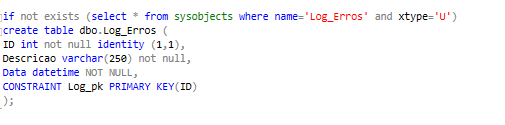 if not exists (select * from sysobjects where name='Log_Erros' and xtype='U')
create table dbo.Log_Erros (
ID int not null identity (1,1),
Descricao varchar(250) not null,
Data datetime NOT NULL,
CONSTRAINT Log_pk PRIMARY KEY(ID)
);